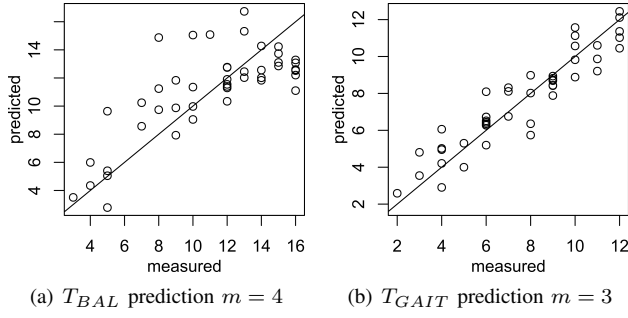 14
12
10
8
6
4
predicted
4 6 8 10 12 14 16
measured
12
10
8
6
4
2
predicted
2 4 6 8 10 12
measured
(a) T_BAL prediction m = 4
(b) T_GAIT prediction m = 3